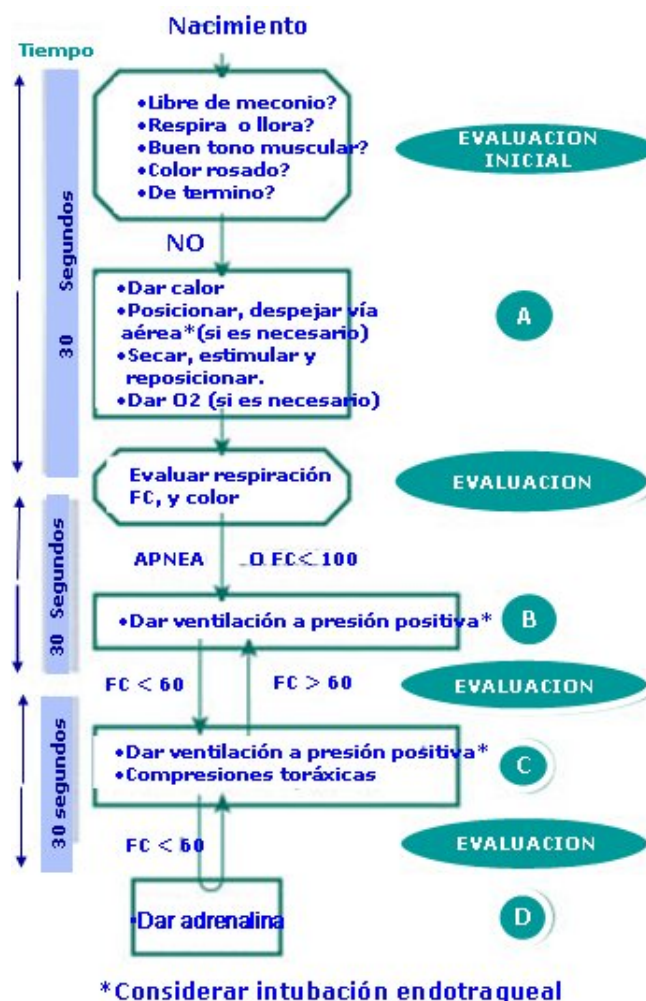 Nacimiento
Tiempo
•Libre de meconio?
•Respira o llora?
•Buen tono muscular?
•Color rosado?
•De termino?
EVALUACION
INICIAL
30 Segundos
NO
•Dar calor
•Posicionar, despejar vía
aérea*(si es necesario)
•Secar, estimular y
reposicionar.
•Dar O2 (si es necesario)
A
Evaluar respiración
FC, y color
EVALUACION
30 Segundos
APNEA O FC< 100
•Dar ventilación a presión positiva*
B
FC < 60 FC > 60
EVALUACION
30 segundos
•Dar ventilación a presión positiva*
•Compresiones toráxicas
C
FC < 60
EVALUACION
•Dar adrenalina
D
*Considerar intubación endotraqueal